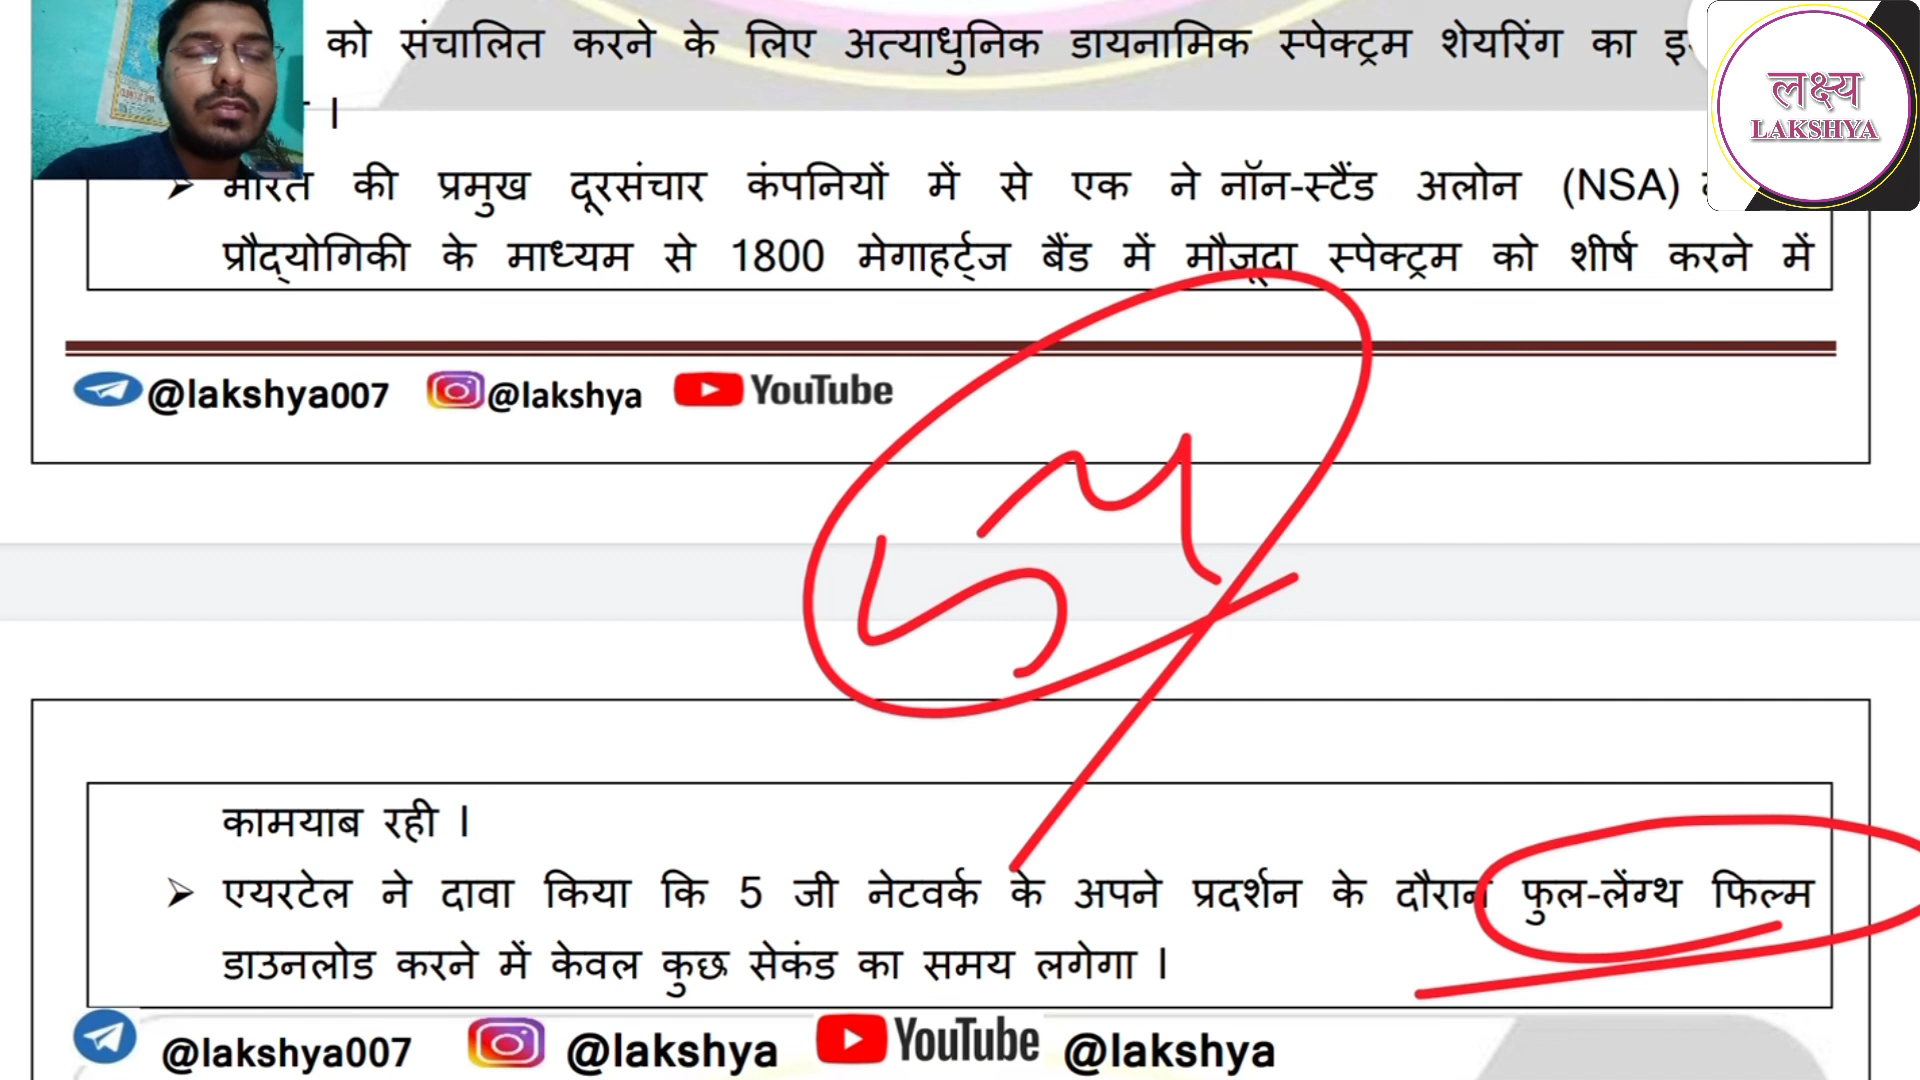 को संचालित करने के लिए अत्याधुनिक डायनामिक स्पेक्ट्रम शेयरिंग का
लक्ष्य
LAKSHYA
।
➤ भारत की प्रमुख दूरसंचार कंपनियों में से एक ने नॉन-स्टैंड अलोन (NSA)
प्रौद्योगिकी के माध्यम से 1800 मेगाहर्ट्ज बैंड में मौजूदा स्पेक्ट्रम को शीर्ष करने में
@lakshya007 @lakshya YouTube
कामयाब रही ।
➤ एयरटेल ने दावा किया कि 5 जी नेटवर्क के अपने प्रदर्शन के दौरान फुल-लेंग्थ फिल्म
डाउनलोड करने में केवल कुछ सेकंड का समय लगेगा ।
@lakshya007 @lakshya YouTube @lakshya